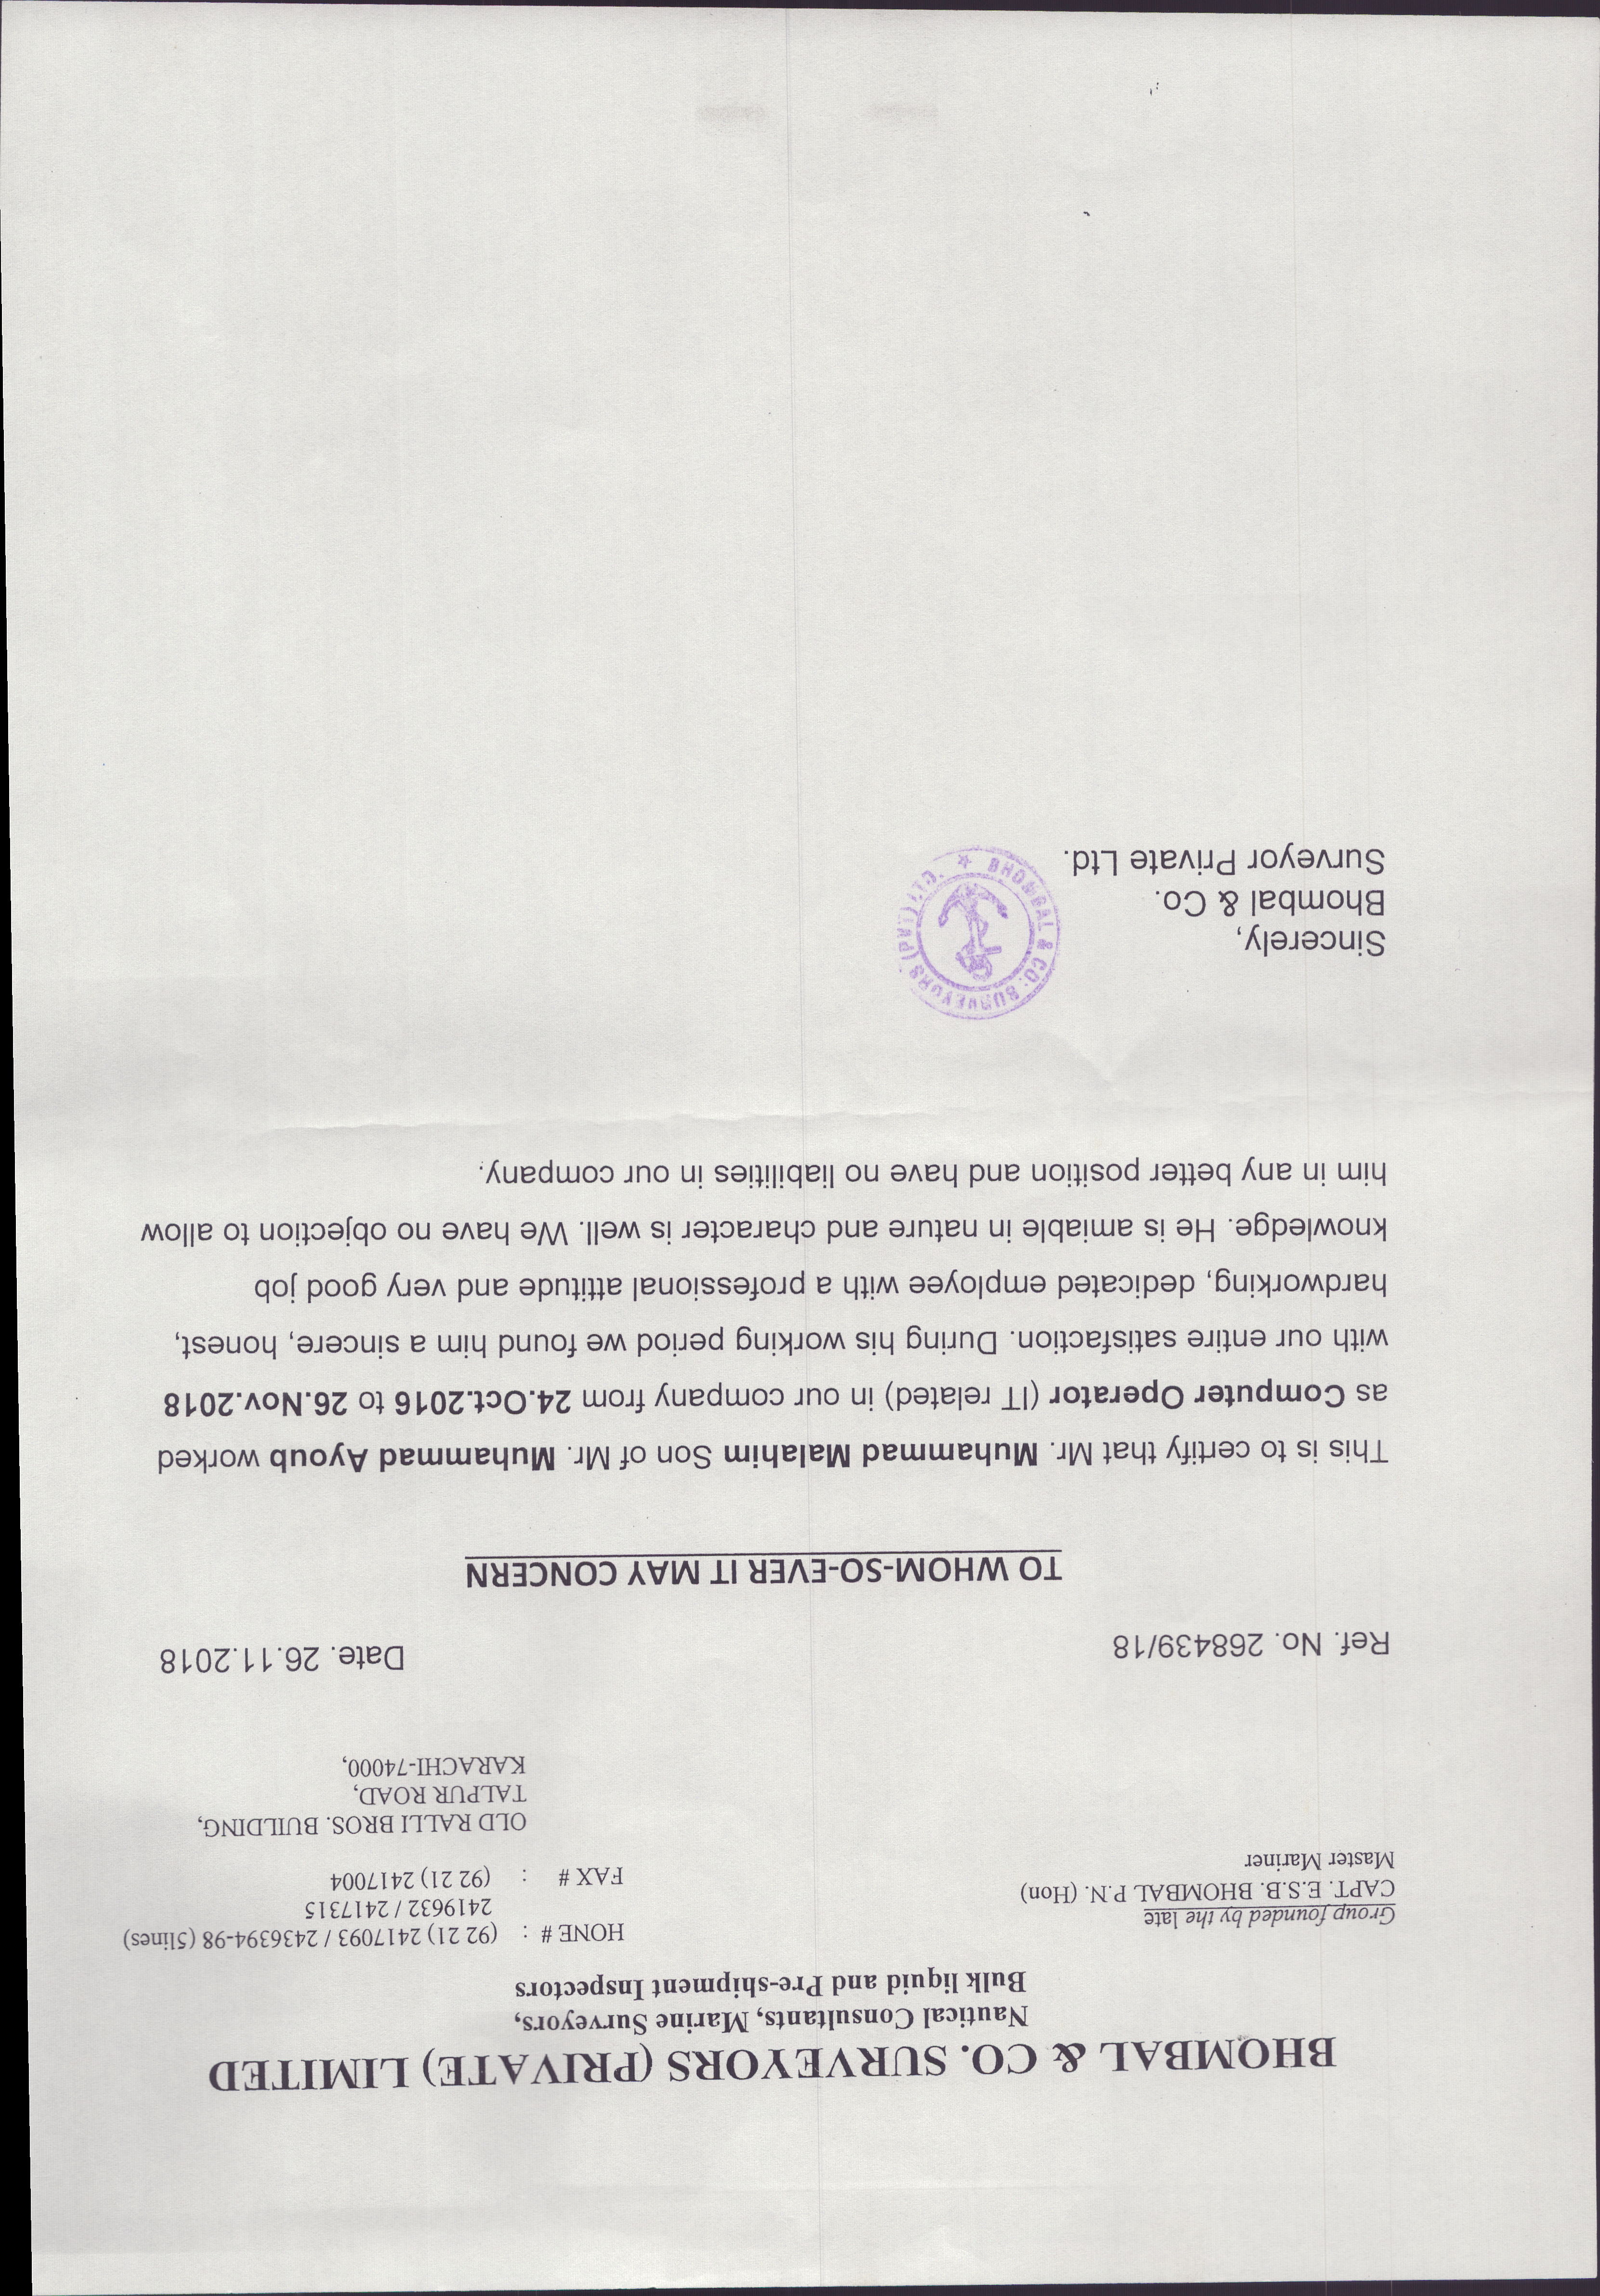 BHOMBAL & CO. SURVEYORS (PRIVATE) LIMITED
Nautical Consultants, Marine Surveyors,
Bulk liquid and Pre-shipment Inspectors
Group founded by the late
CAPT. E.S.B. BHOMBAL P.N. (Hon)
Master Mariner
HONE # : (92 21) 2417093 / 2436394-98 (5lines)
2419632 / 2417315
FAX # : (92 21) 2417004
OLD RALLI BROS. BUILDING,
TALPUR ROAD,
KARACHI-74000,
Ref. No. 268439/18
Date. 26.11.2018
TO WHOM-SO-EVER IT MAY CONCERN
This is to certify that Mr. Muhammad Malahim Son of Mr. Muhammad Ayoub worked
as Computer Operator (IT related) in our company from 24.Oct.2016 to 26.Nov.2018
with our entire satisfaction. During his working period we found him a sincere, honest,
hardworking, dedicated employee with a professional attitude and very good job
knowledge. He is amiable in nature and character is well. We have no objection to allow
him in any better position and have no liabilities in our company.
Sincerely,
Bhombal & Co.
Surveyor Private Ltd.
BHOMBAL & CO: SURVEYORS (PVT) LTD.